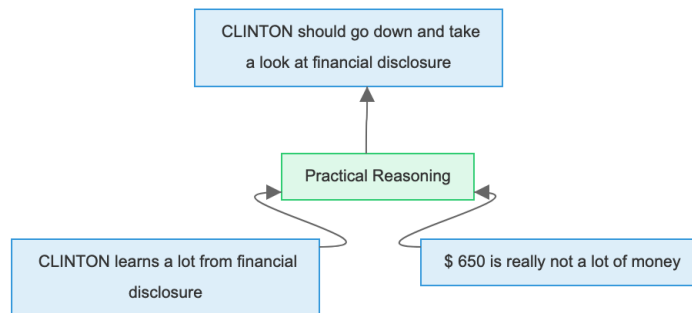 CLINTON should go down and take
a look at financial disclosure
Practical Reasoning
CLINTON learns a lot from financial
disclosure
$ 650 is really not a lot of money